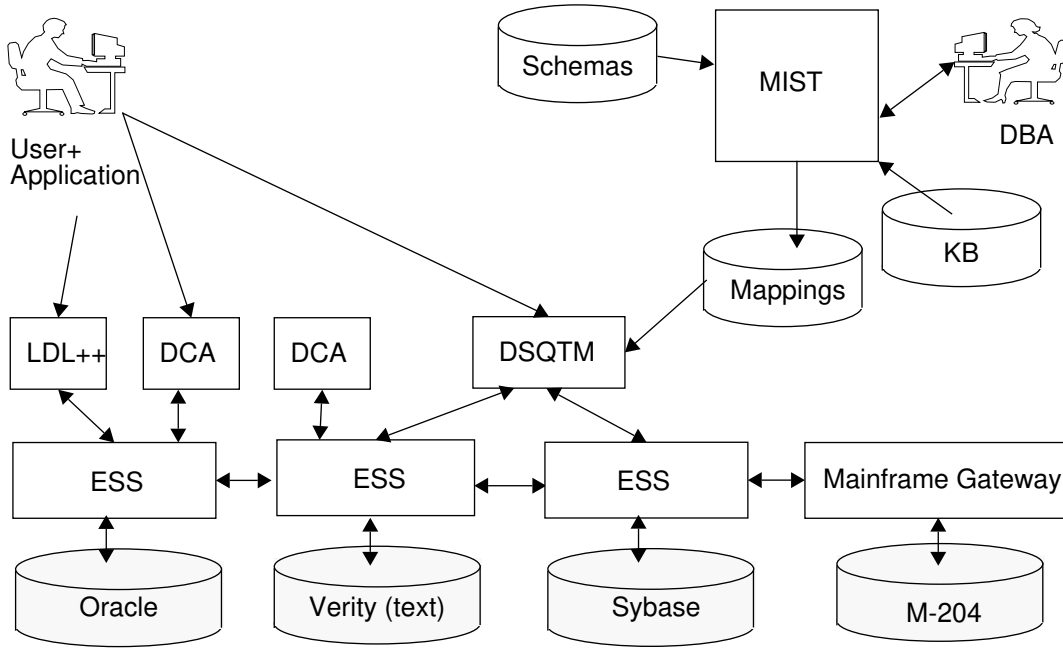 Schemas
MIST
DBA
User+
Application
KB
Mappings
LDL++
DCA
DCA
DSQTM
ESS
ESS
ESS
Mainframe Gateway
Oracle
Verity (text)
Sybase
M-204